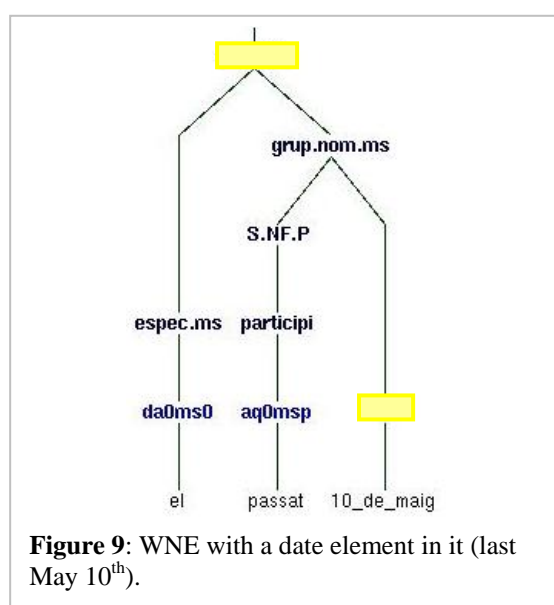 grup.nom.ms
S.NF.P
espec.ms participi
da0ms0 aq0msp
el passat 10_de_maig
Figure 9: WNE with a date element in it (last
May 10th).